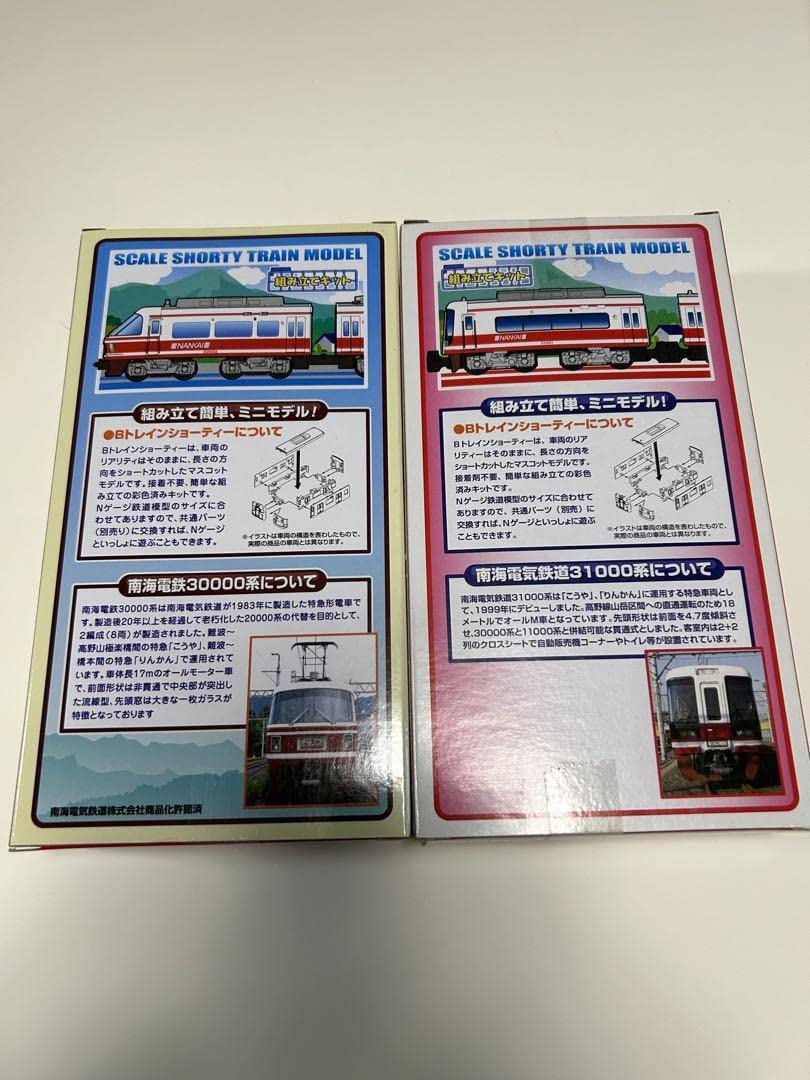 SCALE SHORTY TRAIN MODEL
組み立てキット
NANKAI
組み立て簡単、ミニモデル!
●Bトレインショーティーについて
Bトレインショーティーは、車両の
リアリティはそのままに、長さの方
向をショートカットしたマスコット
モデルです。接着不要、簡単な組
み立ての彩色済みキットです。
Nゲージ鉄道模型のサイズに合わ
せてありますので、共通パーツ
(別売り)に交換すれば、Nゲージ
といっしょに遊ぶこともできます。
※イラストは車両の構造を表わしたもので、
実際の商品の車両とは異なります。
南海電鉄30000系について
南海電鉄30000系は南海電気鉄道が1983年に製造した特急形電車で
す。製造後20年以上を経過して老朽化した20000系の代替を目的として、
2編成(8両)が製造されました。難波~
高野山極楽橋間の特急「こうや」、難波~
橋本間の特急「りんかん」で運用されて
います。車体長17mのオールモーター車
で、前面形状は非貫通で中央部が突出し
た流線型、先頭窓は大きな一枚ガラスが
特徴となっております
南海電気鉄道株式会社商品化許諾済
SCALE SHORTY TRAIN MODEL
組み立てキット
NANKAI
組み立て簡単、ミニモデル!
●Bトレインショーティーについて
Bトレインショーティーは、車両のリア
リティーはそのままに、長さの方向
をショートカットしたマスコットモデルです。
接着剤不要、簡単な組み立ての彩色
済みキットです。
Nゲージ鉄道模型のサイズに合わせて
ありますので、共通パーツ(別売)に
交換すれば、Nゲージといっしょに遊ぶ
こともできます。
※イラストは車両の構造を表わしたもので、
実際の商品の車両とは異なります。
南海電気鉄道31000系について
南海電気鉄道31000系は「こうや」、「りんかん」に運用する特急車両とし
て、1999年にデビューしました。高野線山岳区間への直通運転のため18
メートルでオールM車となっています。先頭形状は前面を4.7度傾斜さ
せ、30000系と11000系と併結可能な貫通式としました。客室内は2+2
列のクロスシートで自動販売機コーナーやトイレ等が設置されています。